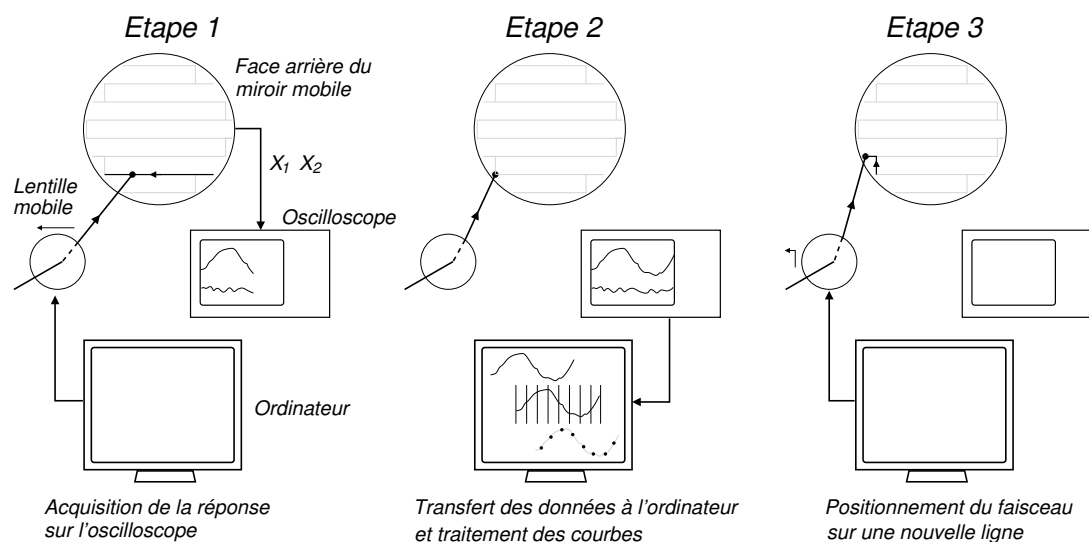 Etape 1
Etape 2
Etape 3
Face arrière du
miroir mobile
X1 X2
Lentille
mobile
Oscilloscope
Ordinateur
Acquisition de la réponse
sur l'oscilloscope
Transfert des données à l'ordinateur
et traitement des courbes
Positionnement du faisceau
sur une nouvelle ligne